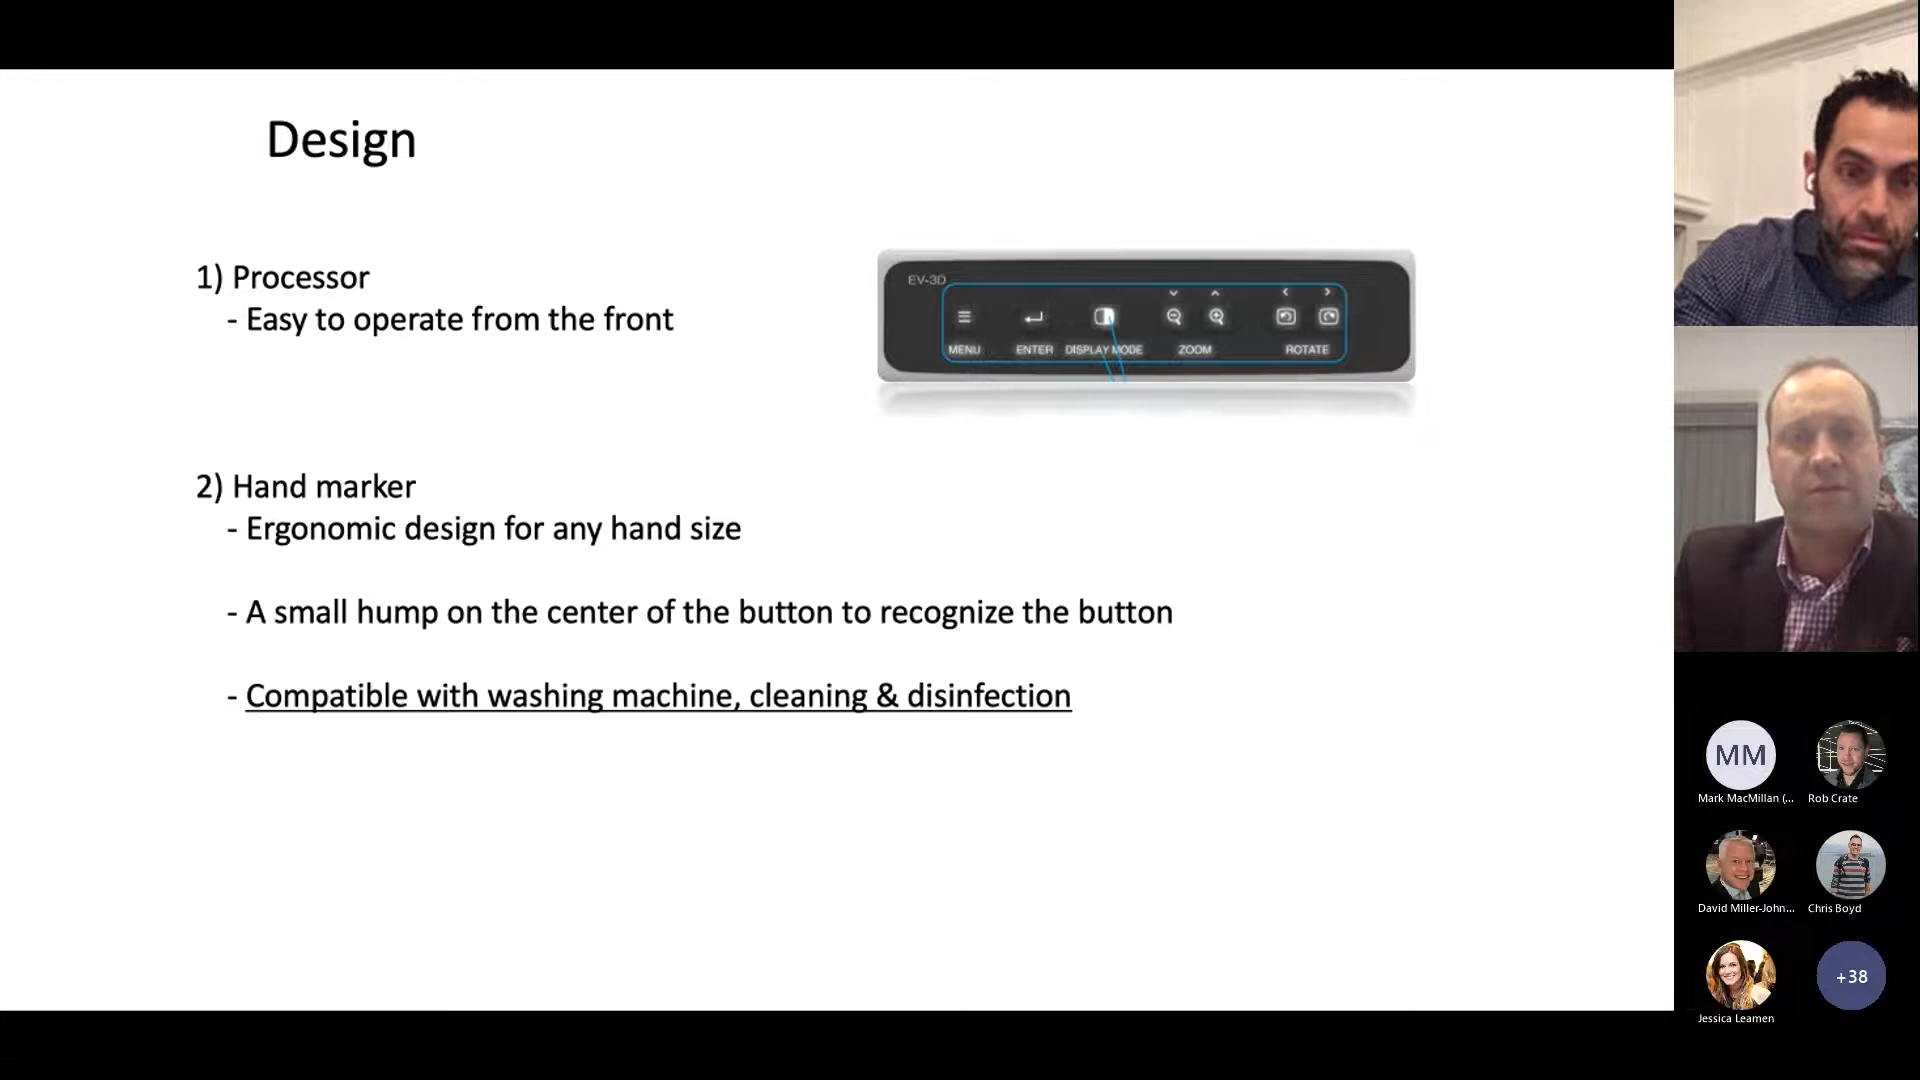 Design
1) Processor
- Easy to operate from the front
EV-3D
MENU ENTER DISPLAY MODE ZOOM ROTATE
2) Hand marker
- Ergonomic design for any hand size
- A small hump on the center of the button to recognize the button
- Compatible with washing machine, cleaning & disinfection
MM
Mark MacMillan (... Rob Crate
David Miller-John... Chris Boyd
+38
Jessica Leamen